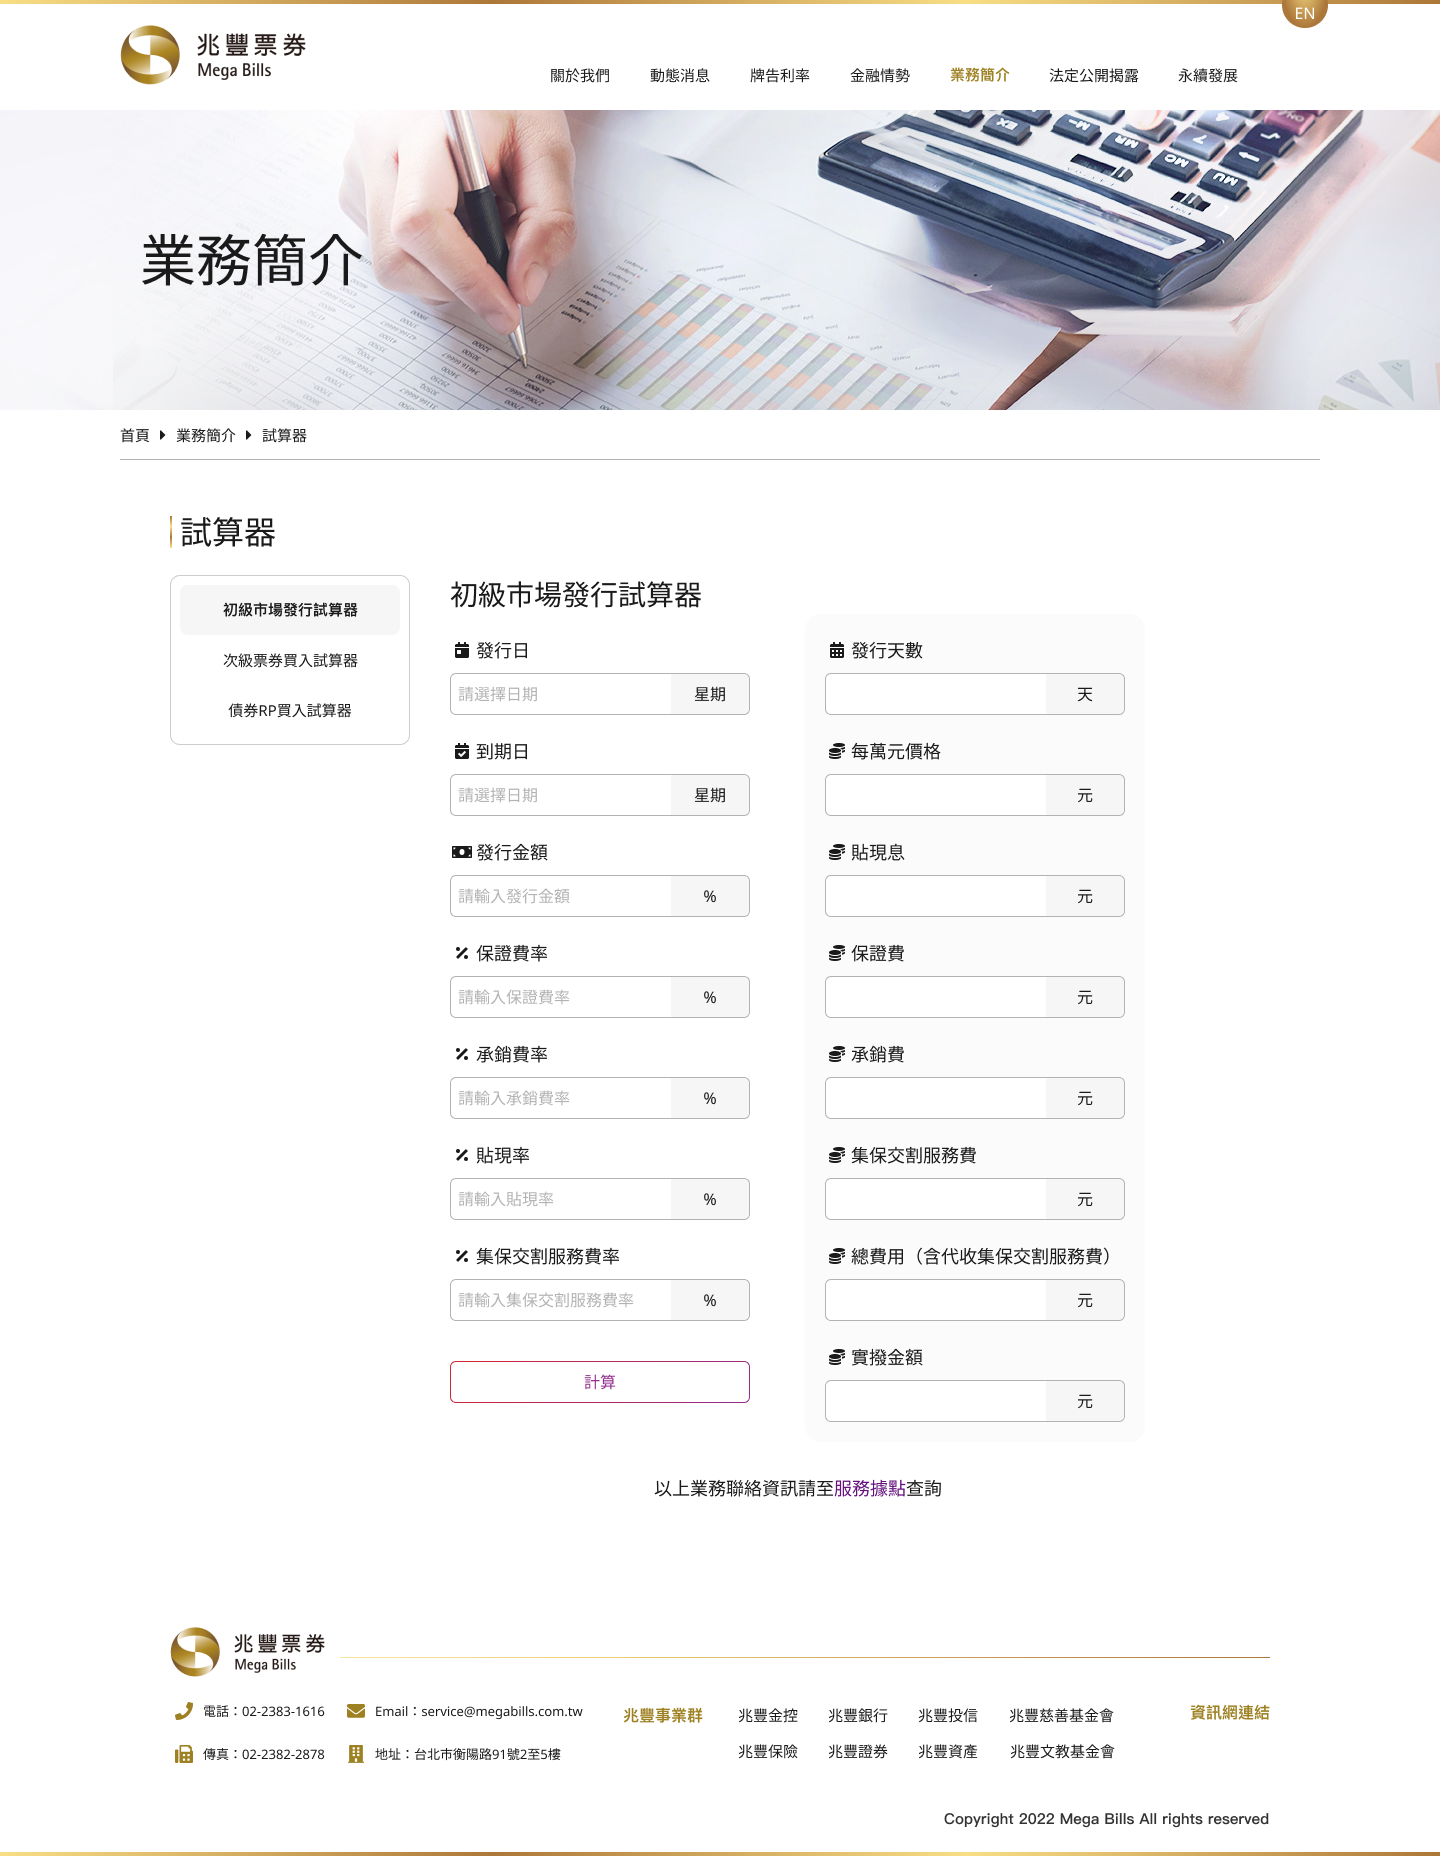 EN
兆豐票券
Mega Bills
關於我們 動態消息 牌告利率 金融情勢 業務簡介 法定公開揭露 永續發展
業務簡介
首頁 業務簡介 試算器
試算器
初級市場發行試算器
次級票券買入試算器
債券RP買入試算器
初級市場發行試算器
發行日
請選擇日期 星期
到期日
請選擇日期 星期
發行金額
請輸入發行金額 %
保證費率
請輸入保證費率 %
承銷費率
請輸入承銷費率 %
貼現率
請輸入貼現率 %
集保交割服務費率
請輸入集保交割服務費率 %
計算
發行天數
天
每萬元價格
元
貼現息
元
保證費
元
承銷費
元
集保交割服務費
元
總費用（含代收集保交割服務費）
元
實撥金額
元
以上業務聯絡資訊請至服務據點查詢
兆豐票券
Mega Bills
電話：02-2383-1616 Email：service@megabills.com.tw
傳真：02-2382-2878 地址：台北市衡陽路91號2至5樓
兆豐事業群 兆豐金控 兆豐銀行 兆豐投信 兆豐慈善基金會
兆豐保險 兆豐證券 兆豐資產 兆豐文教基金會
資訊網連結
Copyright 2022 Mega Bills All rights reserved